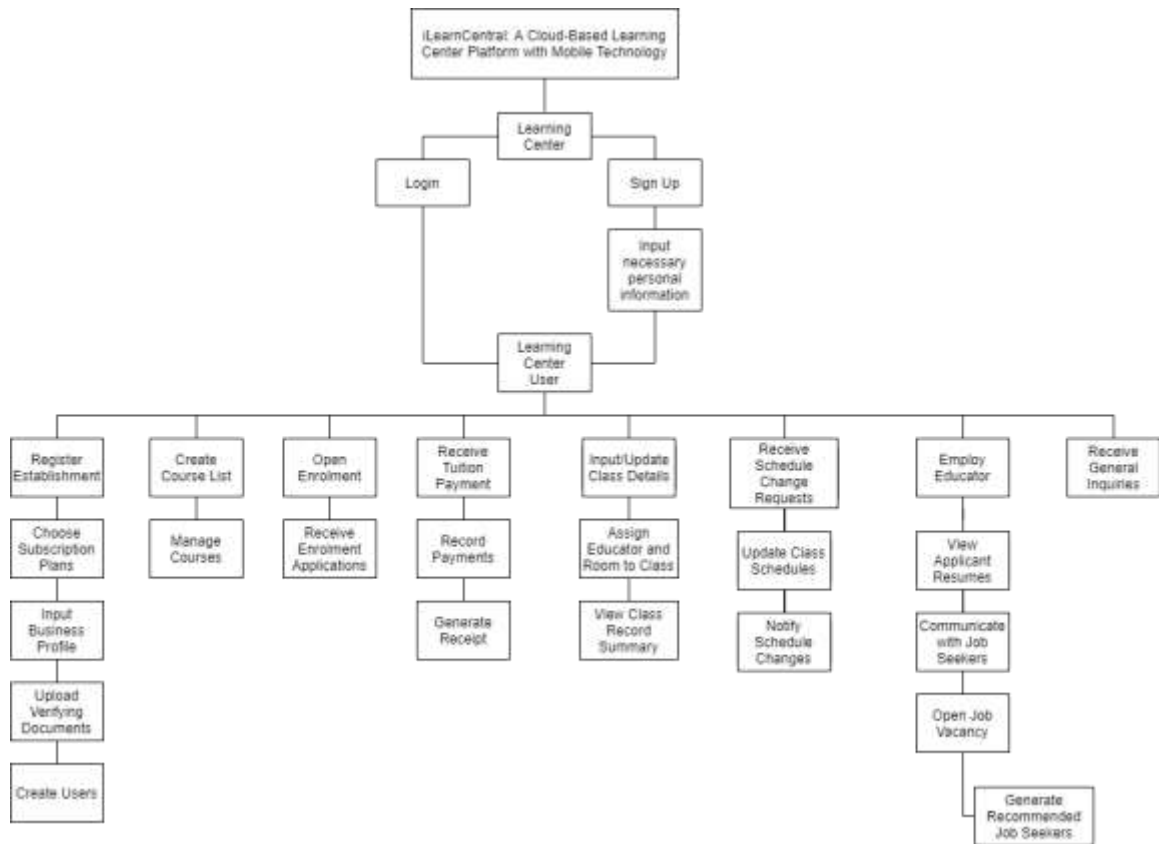 iLearnCentral: A Cloud-Based Learning
Center Platform with Mobile Technology
Learning
Center
Login
Sign Up
Input
necessary
personal
information
Learning
Center
User
Register
Establishment
Create
Course List
Open
Enrolment
Receive
Tuition
Payment
Input/Update
Class Details
Receive
Schedule
Change
Requests
Employ
Educator
Receive
General
Inquiries
Choose
Subscription
Plans
Manage
Courses
Receive
Enrolment
Applications
Record
Payments
Assign
Educator and
Room to Class
Update Class
Schedules
View
Applicant
Resumes
Input
Business
Profile
Generate
Receipt
View Class
Record
Summary
Notify
Schedule
Changes
Communicate
with Job
Seekers
Upload
Verifying
Documents
Open Job
Vacancy
Create Users
Generate
Recommended
Job Seekers